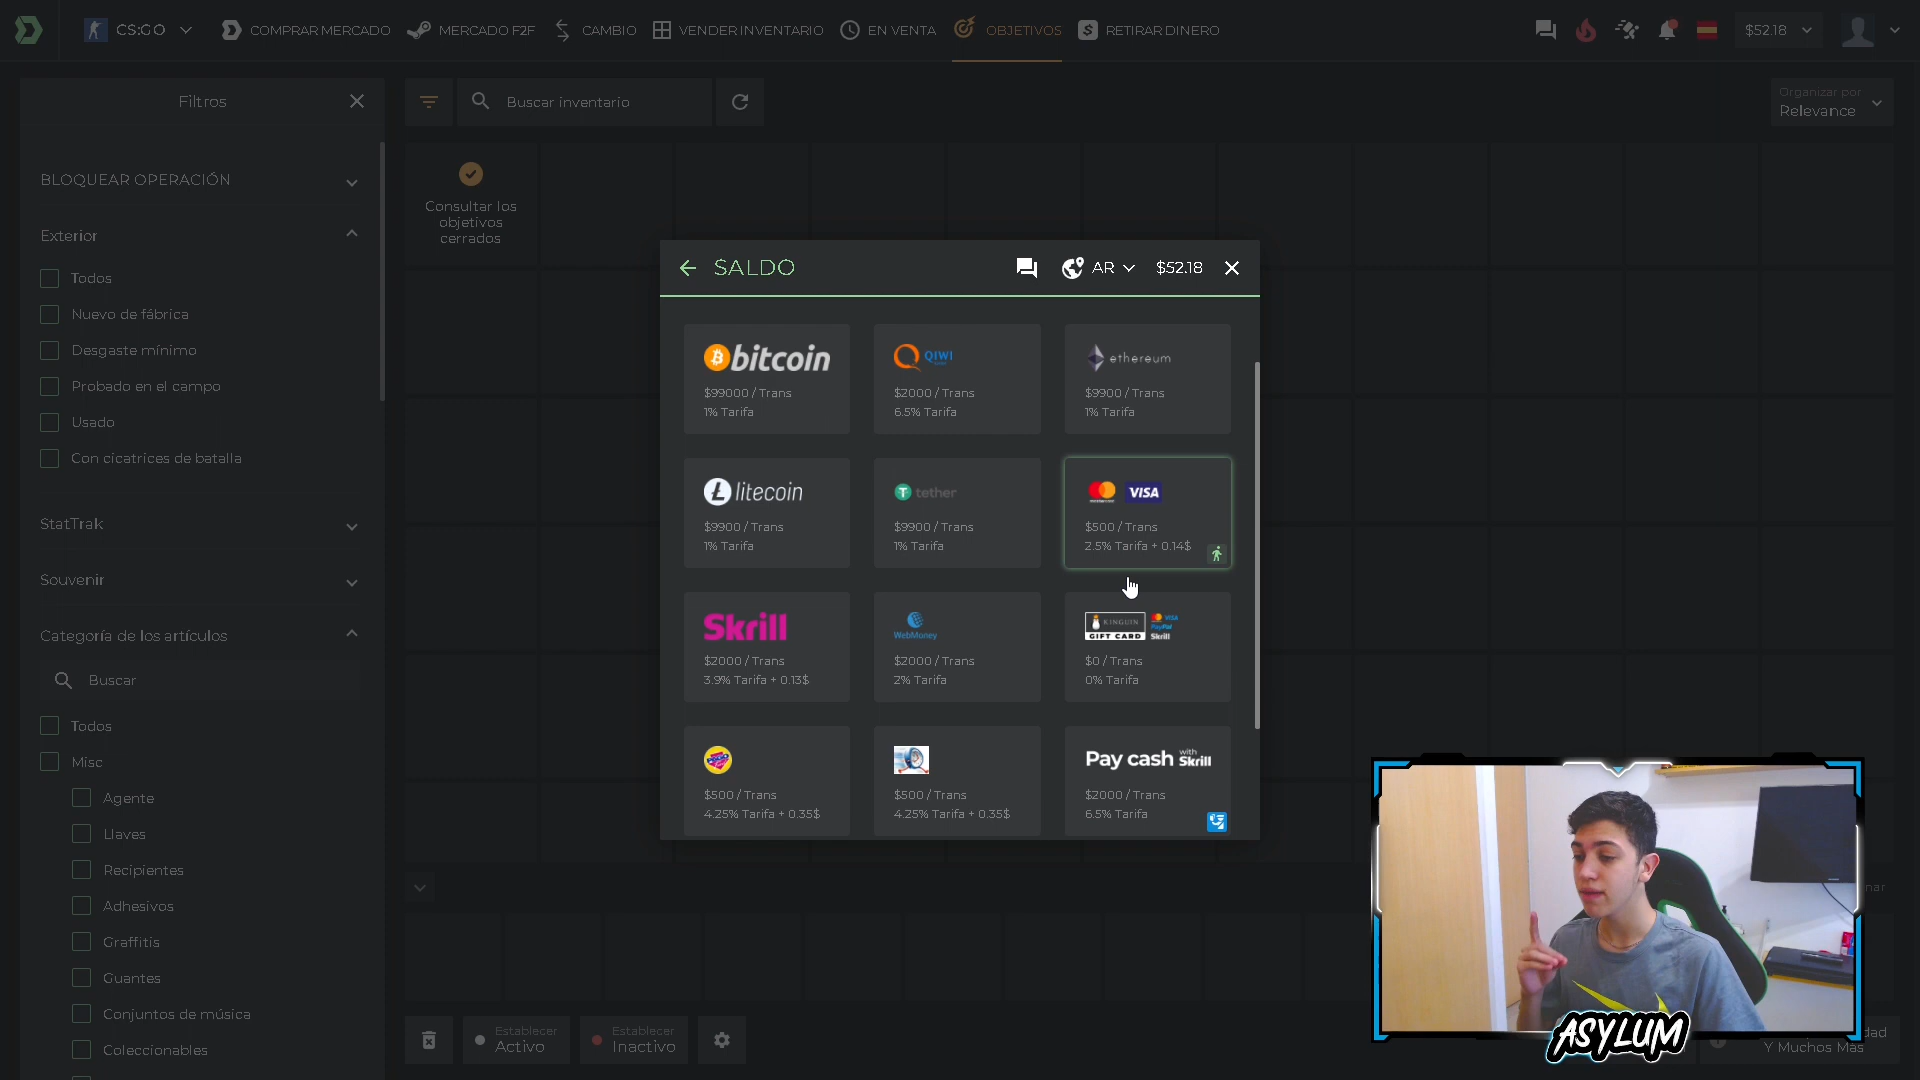 CS:GO
COMPRAR MERCADO
MERCADO F2F
CAMBIO
VENDER INVENTARIO
EN VENTA
OBJETIVOS
RETIRAR DINERO
$52.18
Filtros
Buscar inventario
Organizar por
Relevance
BLOQUEAR OPERACIÓN
Exterior
Todos
Nuevo de fábrica
Desgaste mínimo
Probado en el campo
Usado
Con cicatrices de batalla
StatTrak
Souvenir
Categoría de los artículos
Buscar
Todos
Misc
Agente
Llaves
Recipientes
Adhesivos
Graffitis
Guantes
Conjuntos de música
Coleccionables
Consultar los
objetivos
cerrados
SALDO
AR
$52.18
bitcoin
$99000 / Trans
1% Tarifa
QIWI
$2000 / Trans
6.5% Tarifa
ethereum
$9900 / Trans
1% Tarifa
litecoin
$9900 / Trans
1% Tarifa
tether
$9900 / Trans
1% Tarifa
VISA
$500 / Trans
2.5% Tarifa + 0.14$
Skrill
$2000 / Trans
3.9% Tarifa + 0.13$
WebMoney
$2000 / Trans
2% Tarifa
KINGUIN
GIFT CARD
VISA
PayPal
Skrill
$0 / Trans
0% Tarifa
$500 / Trans
4.25% Tarifa + 0.35$
$500 / Trans
4.25% Tarifa + 0.35$
Pay cash with Skrill
$2000 / Trans
6.5% Tarifa
Establecer
Activo
Establecer
Inactivo
nar
dad
Y Muchos Más
ASYLUM